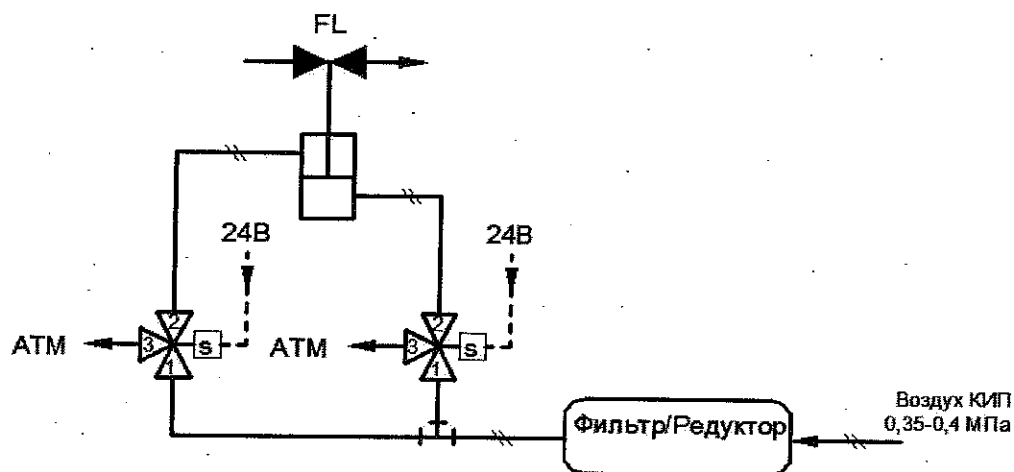 FL
24В
24В
2
3
S
1
АТМ
2
3
S
1
АТМ
Фильтр/Редуктор
Воздух КИП
0,35-0,4 МПа